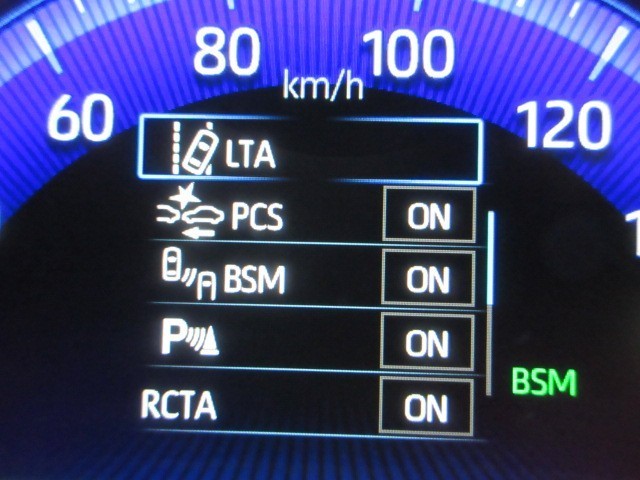 80 100
km/h
60 120
LTA
PCS ON
BSM ON
P ON
BSM
RCTA ON